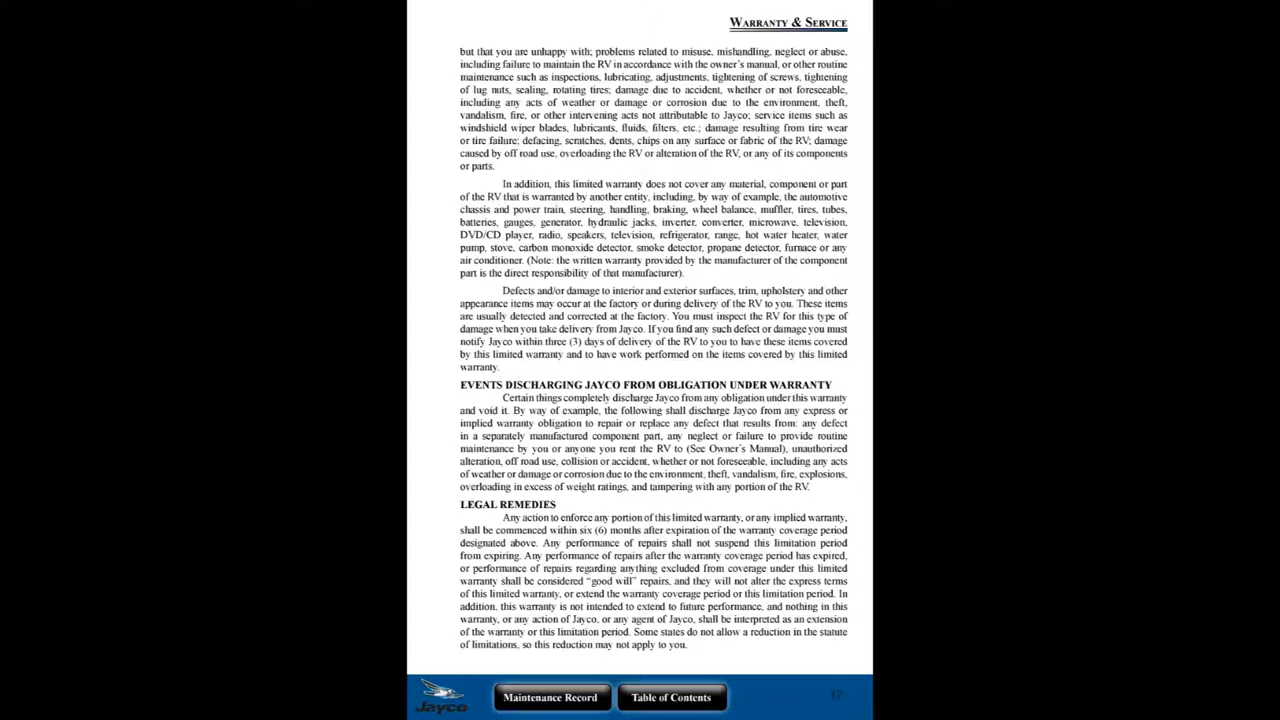 WARRANTY & SERVICE
but that you are unhappy with; problems related to misuse, mishandling, neglect or abuse,
including failure to maintain the RV in accordance with the owner's manual, or other routine
maintenance such as inspections, lubricating, adjustments, tightening of screws, tightening
of lug nuts, sealing, rotating tires; damage due to accident, whether or not foreseeable,
including any acts of weather or damage or corrosion due to the environment, theft,
vandalism, fire, or other intervening acts not attributable to Jayco; service items such as
windshield wiper blades, lubricants, fluids, filters, etc.; damage resulting from tire wear
or tire failure; defacing, scratches, dents, chips on any surface or fabric of the RV; damage
caused by off road use, overloading the RV or alteration of the RV, or any of its components
or parts.
In addition, this limited warranty does not cover any material, component or part
of the RV that is warranted by another entity, including, by way of example, the automotive
chassis and power train, steering, handling, braking, wheel balance, muffler, tires, tubes,
batteries, gauges, generator, hydraulic jacks, inverter, converter, microwave, television,
DVD/CD player, radio, speakers, television, refrigerator, range, hot water heater, water
pump, stove, carbon monoxide detector, smoke detector, propane detector, furnace or any
air conditioner. (Note: the written warranty provided by the manufacturer of the component
part is the direct responsibility of that manufacturer).
Defects and/or damage to interior and exterior surfaces, trim, upholstery and other
appearance items may occur at the factory or during delivery of the RV to you. These items
are usually detected and corrected at the factory. You must inspect the RV for this type of
damage when you take delivery from Jayco. If you find any such defect or damage you must
notify Jayco within three (3) days of delivery of the RV to you to have these items covered
by this limited warranty and to have work performed on the items covered by this limited
warranty.
EVENTS DISCHARGING JAYCO FROM OBLIGATION UNDER WARRANTY
Certain things completely discharge Jayco from any obligation under this warranty
and void it. By way of example, the following shall discharge Jayco from any express or
implied warranty obligation to repair or replace any defect that results from: any defect
in a separately manufactured component part, any neglect or failure to provide routine
maintenance by you or anyone you rent the RV to (See Owner's Manual), unauthorized
alteration, off road use, collision or accident, whether or not foreseeable, including any acts
of weather or damage or corrosion due to the environment, theft, vandalism, fire, explosions,
overloading in excess of weight ratings, and tampering with any portion of the RV.
LEGAL REMEDIES
Any action to enforce any portion of this limited warranty, or any implied warranty,
shall be commenced within six (6) months after expiration of the warranty coverage period
designated above. Any performance of repairs shall not suspend this limitation period
from expiring. Any performance of repairs after the warranty coverage period has expired,
or performance of repairs regarding anything excluded from coverage under this limited
warranty shall be considered “good will” repairs, and they will not alter the express terms
of this limited warranty, or extend the warranty coverage period or this limitation period. In
addition, this warranty is not intended to extend to future performance, and nothing in this
warranty, or any action of Jayco, or any agent of Jayco, shall be interpreted as an extension
of the warranty or this limitation period. Some states do not allow a reduction in the statute
of limitations, so this reduction may not apply to you.
Jayco
Maintenance Record
Table of Contents